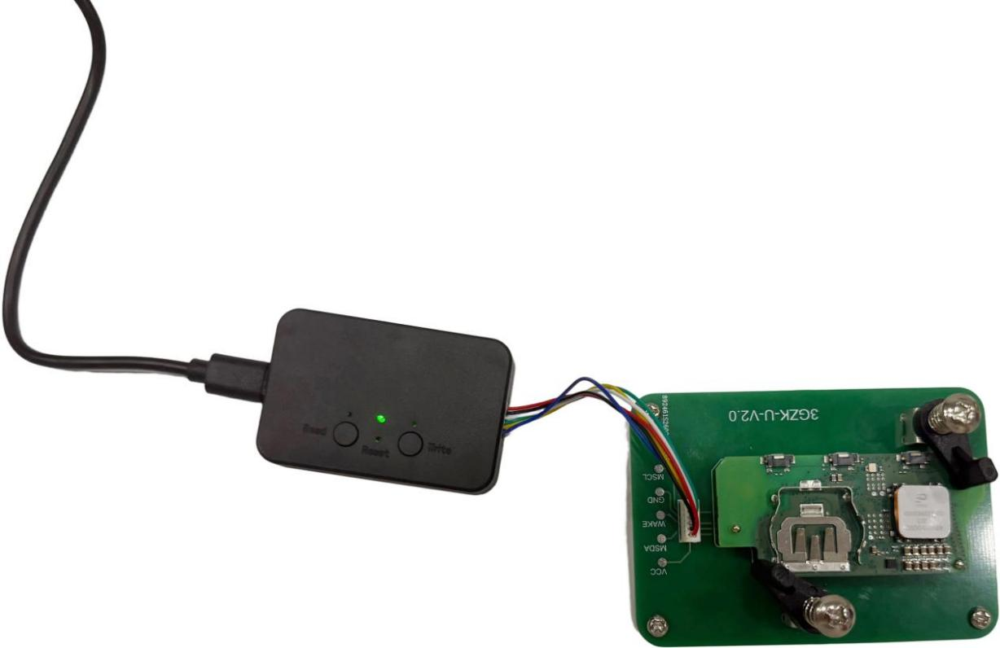 Read
Reset
Write
3GZK-U-V2.0
MSCL
GND
WAKE
MSDA
VCC